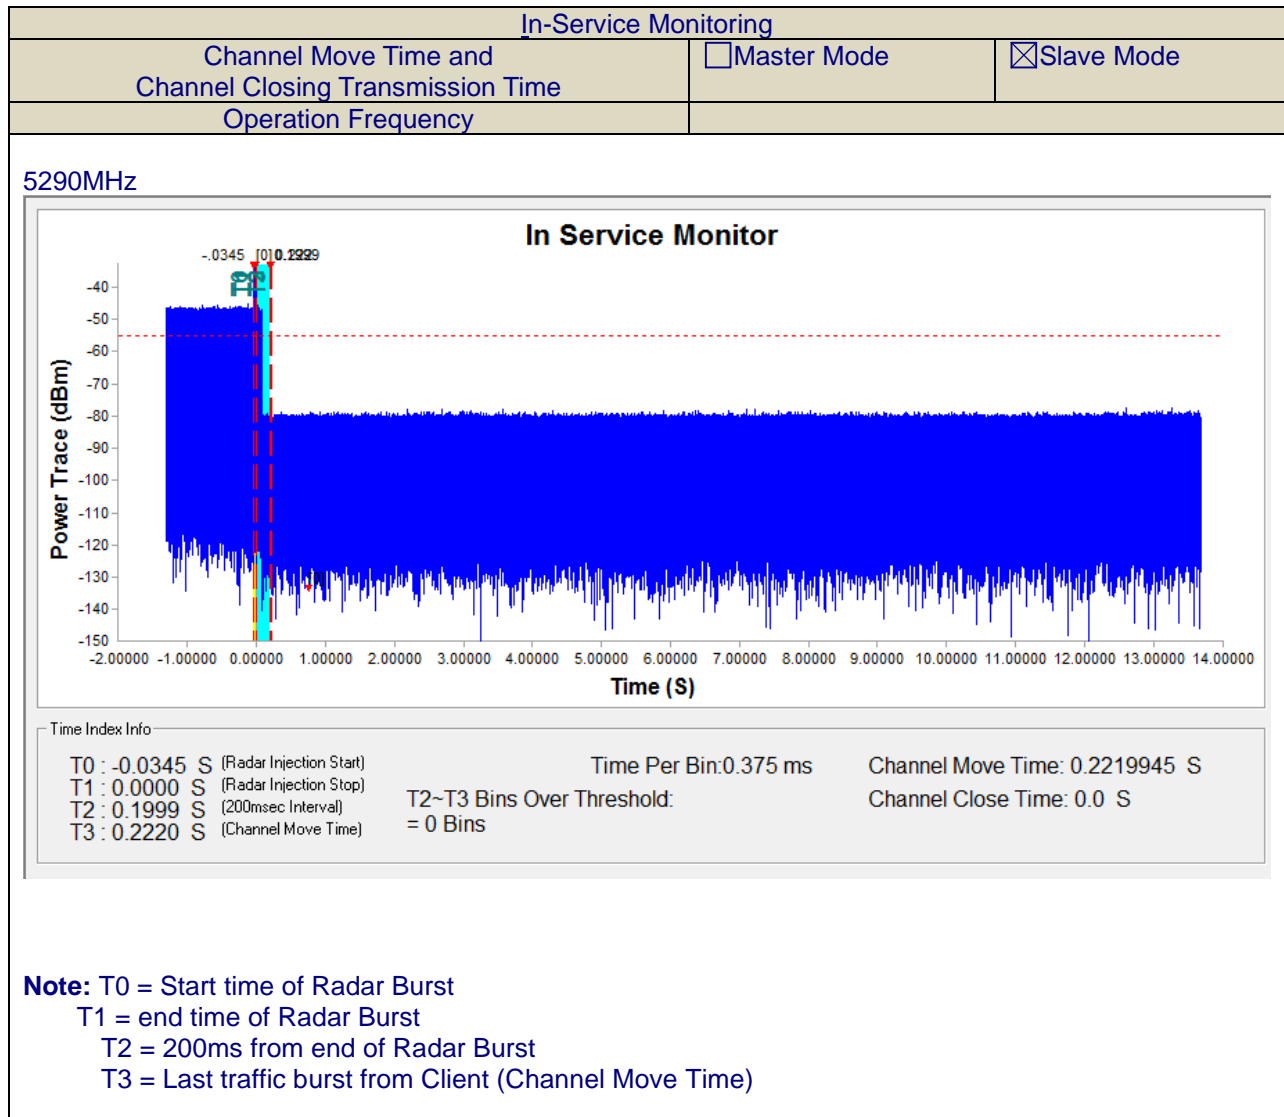 In-Service Monitoring
Channel Move Time and
Channel Closing Transmission Time
Master Mode
Slave Mode
Operation Frequency
5290MHz
In Service Monitor
-.0345 [0]
T0
-40
-50
-60
-70
-80
-90
-100
-110
-120
-130
-140
-150
Power Trace (dBm)
-2.00000 -1.00000 0.00000 1.00000 2.00000 3.00000 4.00000 5.00000 6.00000 7.00000 8.00000 9.00000 10.00000 11.00000 12.00000 13.00000 14.00000
Time (S)
Time Index Info
T0 : -0.0345 S (Radar Injection Start)
T1 : 0.0000 S (Radar Injection Stop)
T2 : 0.1999 S (200msec Interval)
T3 : 0.2220 S (Channel Move Time)
Time Per Bin:0.375 ms
T2~T3 Bins Over Threshold:
= 0 Bins
Channel Move Time: 0.2219945 S
Channel Close Time: 0.0 S
Note: T0 = Start time of Radar Burst
T1 = end time of Radar Burst
T2 = 200ms from end of Radar Burst
T3 = Last traffic burst from Client (Channel Move Time)